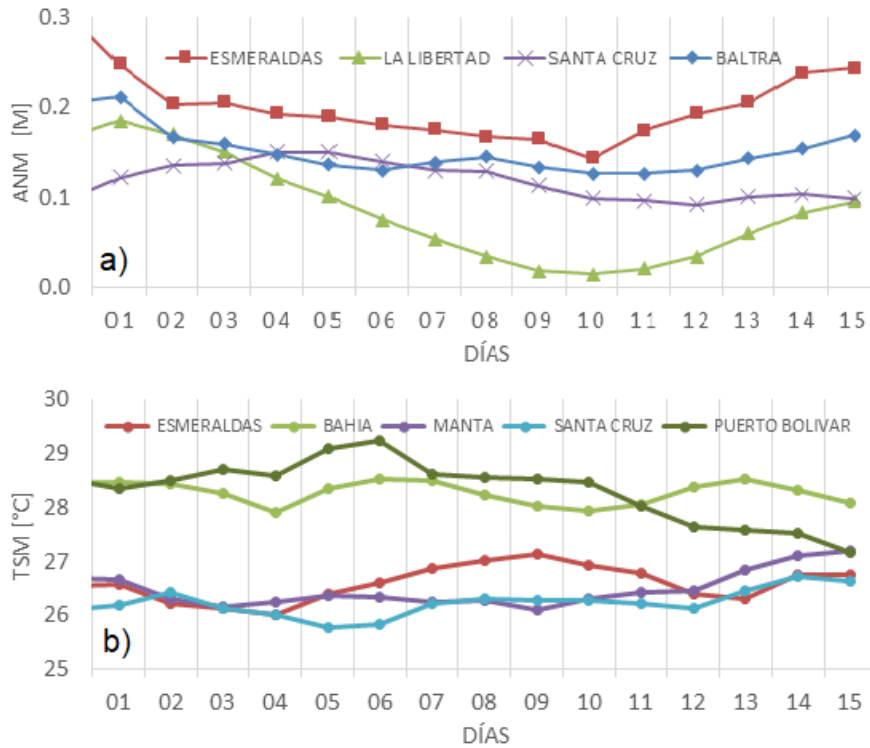 0.3
ESMERALDAS LA LIBERTAD SANTA CRUZ BALTRA
0.2
ANM [M]
0.1
a)
0.0
01 02 03 04 05 06 07 08 09 10 11 12 13 14 15
DÍAS
30
ESMERALDAS BAHIA MANTA SANTA CRUZ PUERTO BOLIVAR
29
28
TSM [°C]
27
26
b)
25
01 02 03 04 05 06 07 08 09 10 11 12 13 14 15
DÍAS